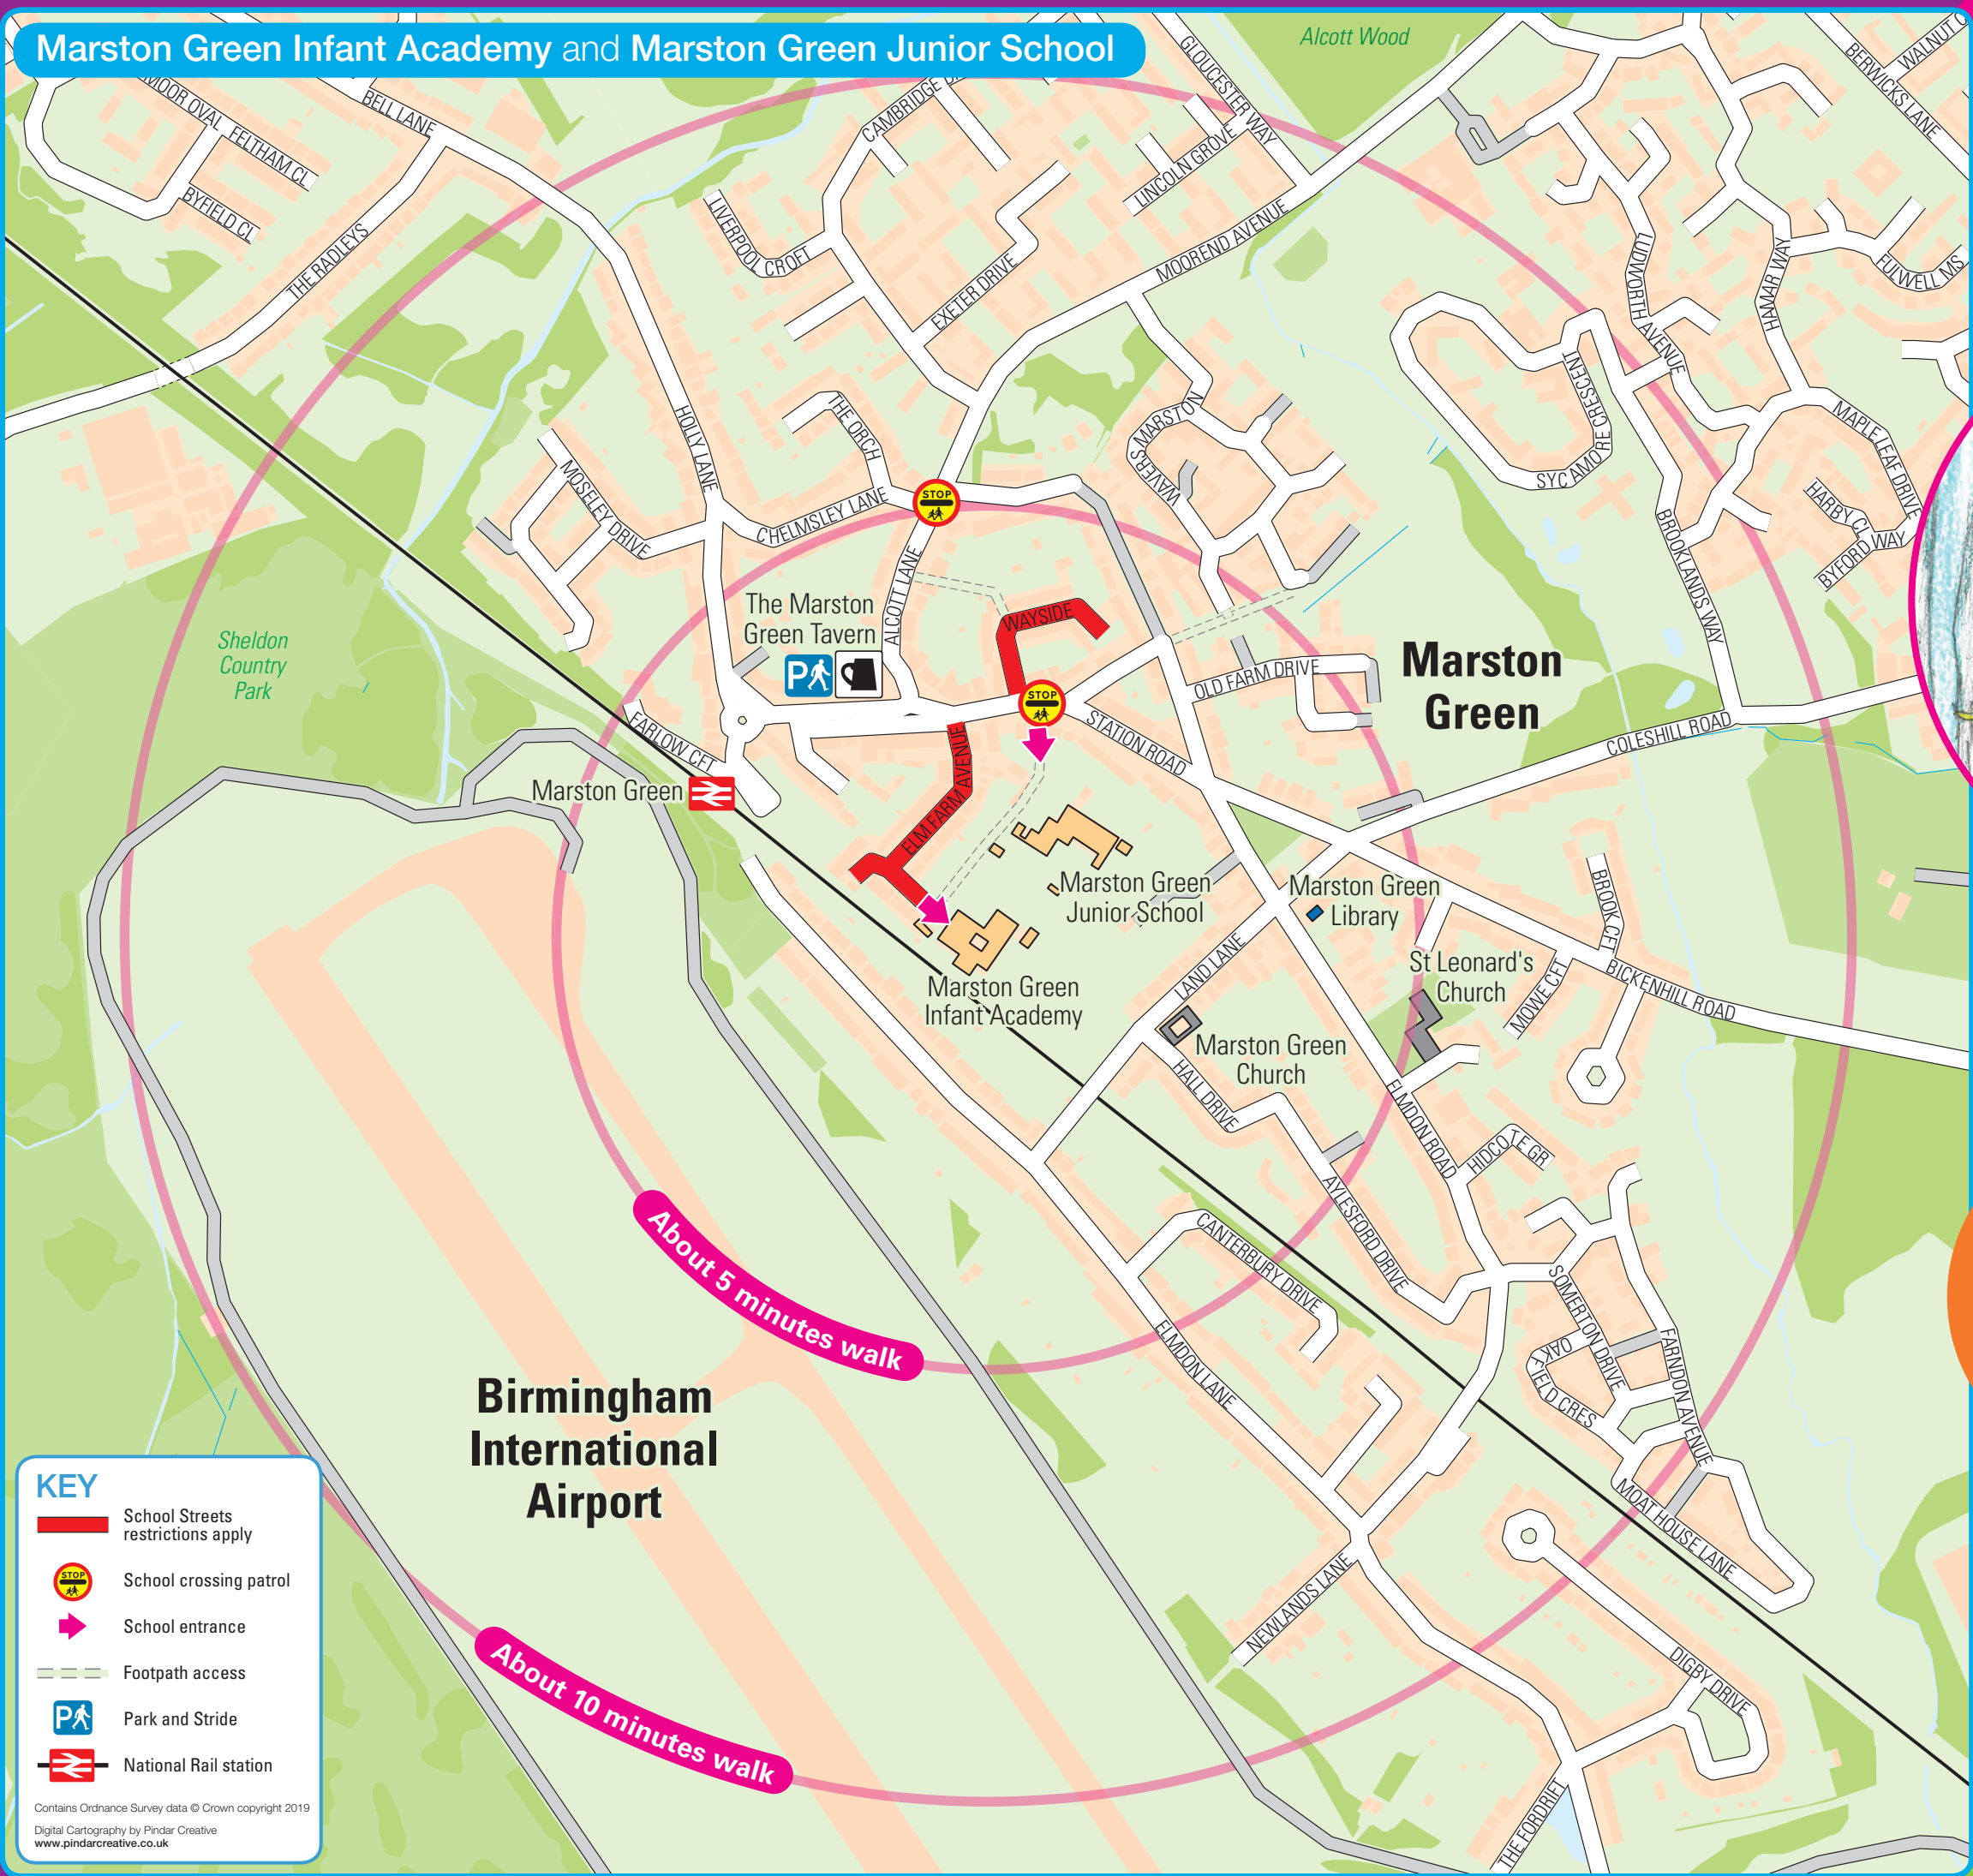 Marston Green Infant Academy and Marston Green Junior School
Alcott Wood
GLOUCESTER WAY
BERWICKS LANE
MOOR OVAL
FELTHAM CL
BELL LANE
BYFIELD CL
THE RADLEYS
LIVERPOOL CROFT
LINCOLN GROVE
EXETER DRIVE
MOOREND AVENUE
LUDWORTH AVENUE
HAMAR WAY
FULWELL MS
HOLLY LANE
THE ORCH
MARSTON
WAVERS
SYCAMORE CRESCENT
MAPLE LEAF DRIVE
HARBY CL
BYFORD WAY
BROOKLANDS WAY
MOSELEY DRIVE
CHELMSLEY LANE
STOP
ALCOTT LANE
The Marston
Green Tavern
P
WAYSIDE
STOP
Sheldon
Country
Park
OLD FARM DRIVE
Marston
Green
FARLOW CFT
STATION ROAD
COLESHILL ROAD
Marston Green
ELM FARM AVENUE
Marston Green
Junior School
Marston Green
Library
BROOK CFT
Marston Green
Infant Academy
LAND LANE
St Leonard's
Church
MOWE CFT
BICKENHILL ROAD
Marston Green
Church
HALL DRIVE
ELMDON ROAD
HIDCOTE GR
AYLESFORD DRIVE
CANTERBURY DRIVE
About 5 minutes walk
SOMERTON DRIVE
OAKFIELD CRES
FARNDON AVENUE
ELMDON LANE
Birmingham
International
Airport
MOAT HOUSE LANE
NEWLANDS LANE
DIGBY DRIVE
THE FORDRIFT
About 10 minutes walk
KEY
School Streets
restrictions apply
STOP
School crossing patrol
School entrance
Footpath access
P
Park and Stride
National Rail station
Contains Ordnance Survey data © Crown copyright 2019
Digital Cartography by Pindar Creative
www.pindarcreative.co.uk
CAMBRIDGE
WALNUT